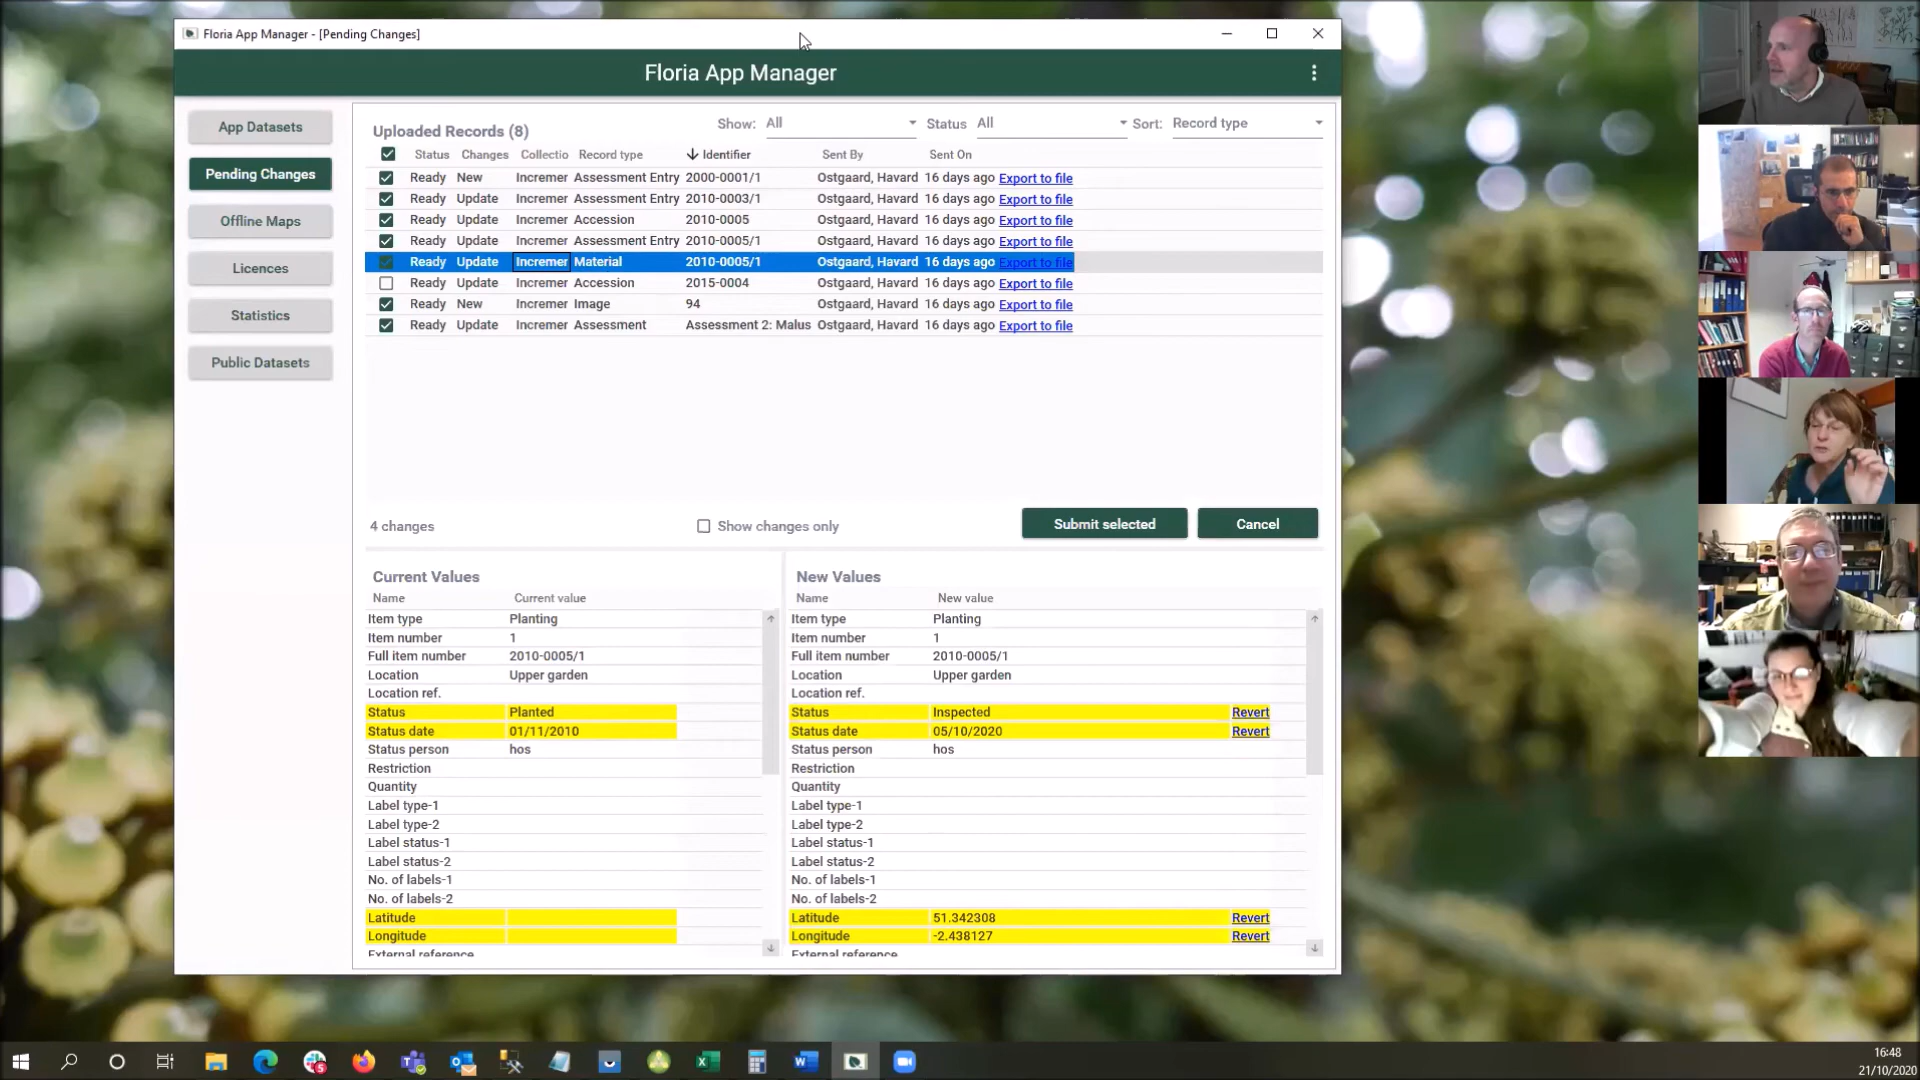 Floria App Manager - [Pending Changes]
Floria App Manager
App Datasets
Pending Changes
Offline Maps
Licences
Statistics
Public Datasets
Uploaded Records (8) Show: All Status All Sort: Record type
Status Changes Collectio Record type Identifier Sent By Sent On
Ready New Incremer Assessment Entry 2000-0001/1 Ostgaard, Havard 16 days ago Export to file
Ready Update Incremer Assessment Entry 2010-0003/1 Ostgaard, Havard 16 days ago Export to file
Ready Update Incremer Accession 2010-0005 Ostgaard, Havard 16 days ago Export to file
Ready Update Incremer Assessment Entry 2010-0005/1 Ostgaard, Havard 16 days ago Export to file
Ready Update Incremer Material 2010-0005/1 Ostgaard, Havard 16 days ago Export to file
Ready Update Incremer Accession 2015-0004 Ostgaard, Havard 16 days ago Export to file
Ready New Incremer Image 94 Ostgaard, Havard 16 days ago Export to file
Ready Update Incremer Assessment Assessment 2: Malus Ostgaard, Havard 16 days ago Export to file
4 changes Show changes only Submit selected Cancel
Current Values
Name Current value
Item type Planting
Item number 1
Full item number 2010-0005/1
Location Upper garden
Location ref.
Status Planted
Status date 01/11/2010
Status person hos
Restriction
Quantity
Label type-1
Label type-2
Label status-1
Label status-2
No. of labels-1
No. of labels-2
Latitude
Longitude
External reference
New Values
Name New value
Item type Planting
Item number 1
Full item number 2010-0005/1
Location Upper garden
Location ref.
Status Inspected Revert
Status date 05/10/2020 Revert
Status person hos
Restriction
Quantity
Label type-1
Label type-2
Label status-1
Label status-2
No. of labels-1
No. of labels-2
Latitude 51.342308 Revert
Longitude -2.438127 Revert
External reference
16:48
21/10/2020